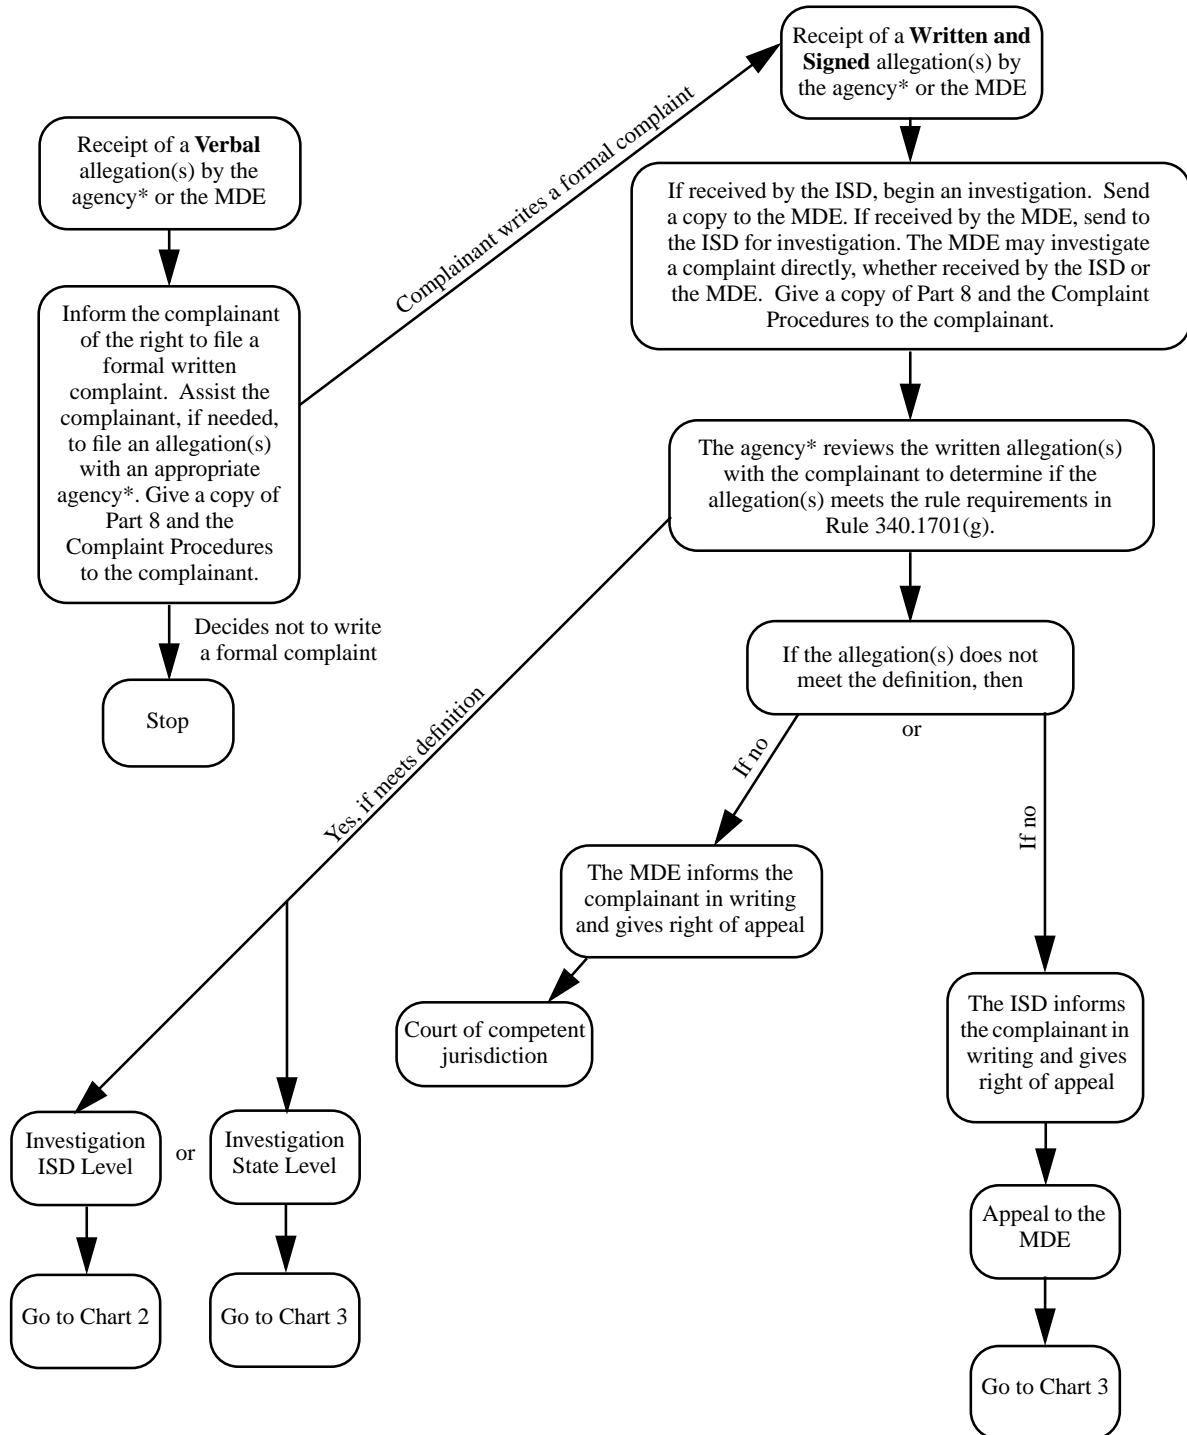 Receipt of a Written and
Signed allegation(s) by
the agency* or the MDE
Receipt of a Verbal
allegation(s) by the
agency* or the MDE
Complainant writes a formal complaint
If received by the ISD, begin an investigation. Send
a copy to the MDE. If received by the MDE, send to
the ISD for investigation. The MDE may investigate
a complaint directly, whether received by the ISD or
the MDE. Give a copy of Part 8 and the Complaint
Procedures to the complainant.
Inform the complainant
of the right to file a
formal written
complaint. Assist the
complainant, if needed,
to file an allegation(s)
with an appropriate
agency*. Give a copy of
Part 8 and the
Complaint Procedures
to the complainant.
The agency* reviews the written allegation(s)
with the complainant to determine if the
allegation(s) meets the rule requirements in
Rule 340.1701(g).
Decides not to write
a formal complaint
Stop
If the allegation(s) does not
meet the definition, then
or
Yes, if meets definition
If no
If no
The MDE informs the
complainant in writing
and gives right of appeal
Court of competent
jurisdiction
The ISD informs
the complainant in
writing and gives
right of appeal
Investigation
ISD Level
or
Investigation
State Level
Appeal to the
MDE
Go to Chart 2
Go to Chart 3
Go to Chart 3